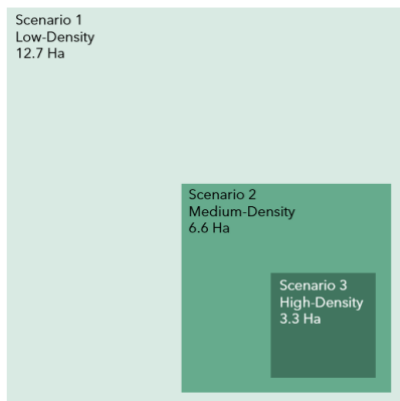 Scenario 1
Low-Density
12.7 Ha
Scenario 2
Medium-Density
6.6 Ha
Scenario 3
High-Density
3.3 Ha